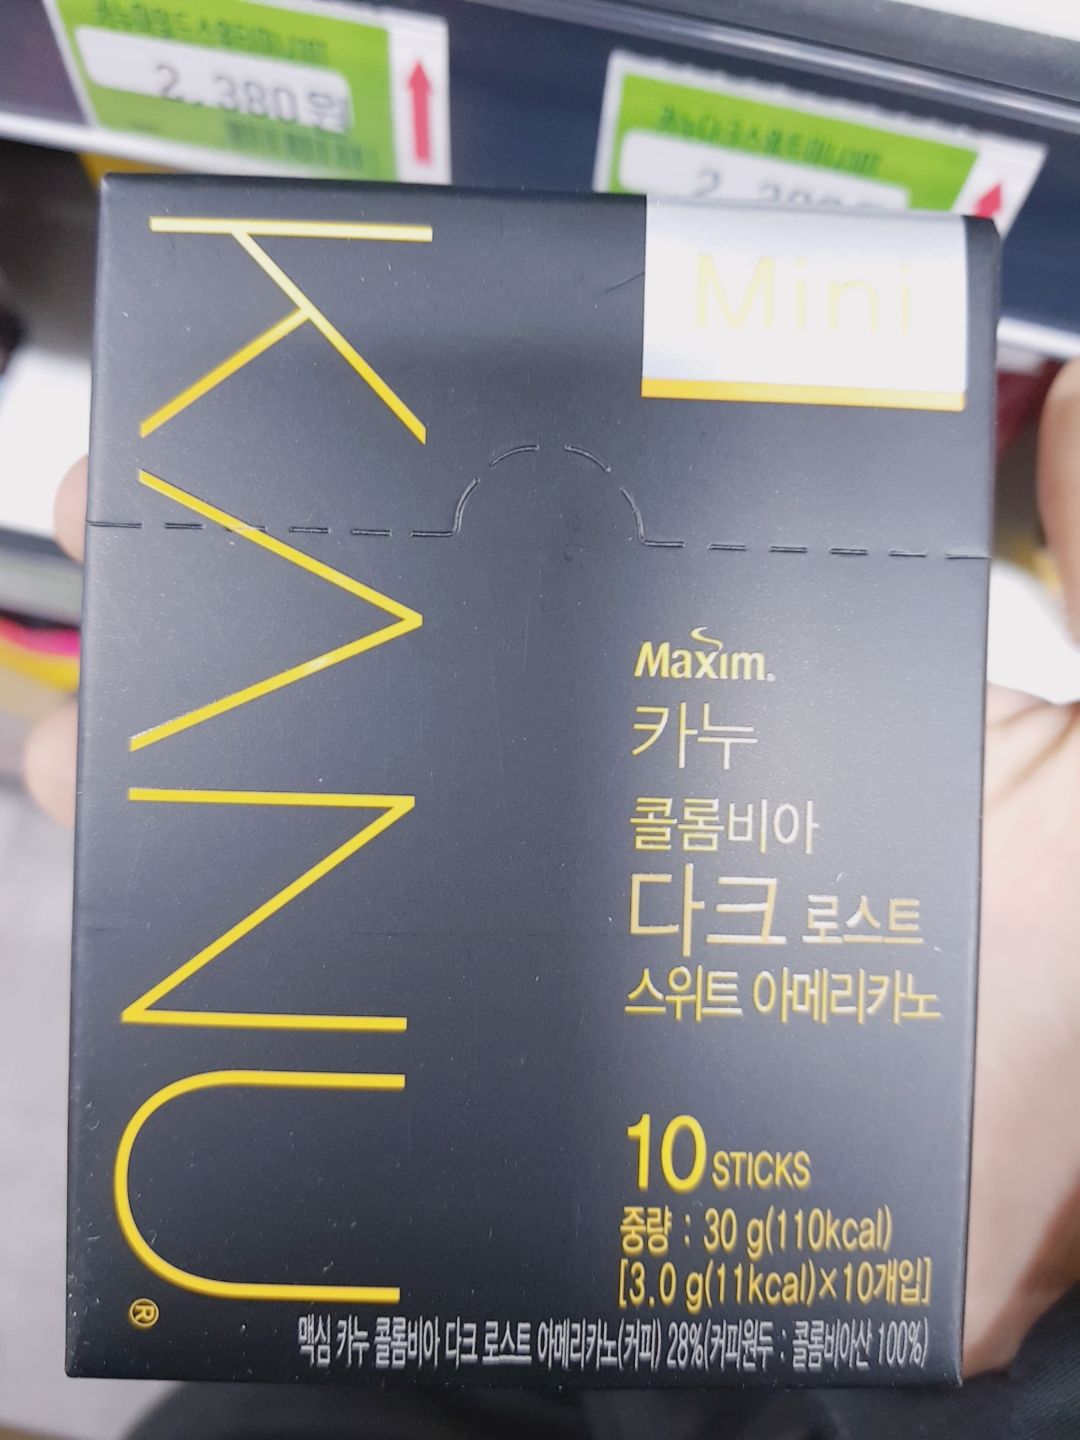 2,380원
Mini
KANU®
Maxim®
카누
콜롬비아
다크 로스트
스위트 아메리카노
10 STICKS
중량 : 30 g(110kcal)
[3.0 g(11kcal)×10개입]
맥심 카누 콜롬비아 다크 로스트 아메리카노(커피) 28%(커피원두 : 콜롬비아산 100%)